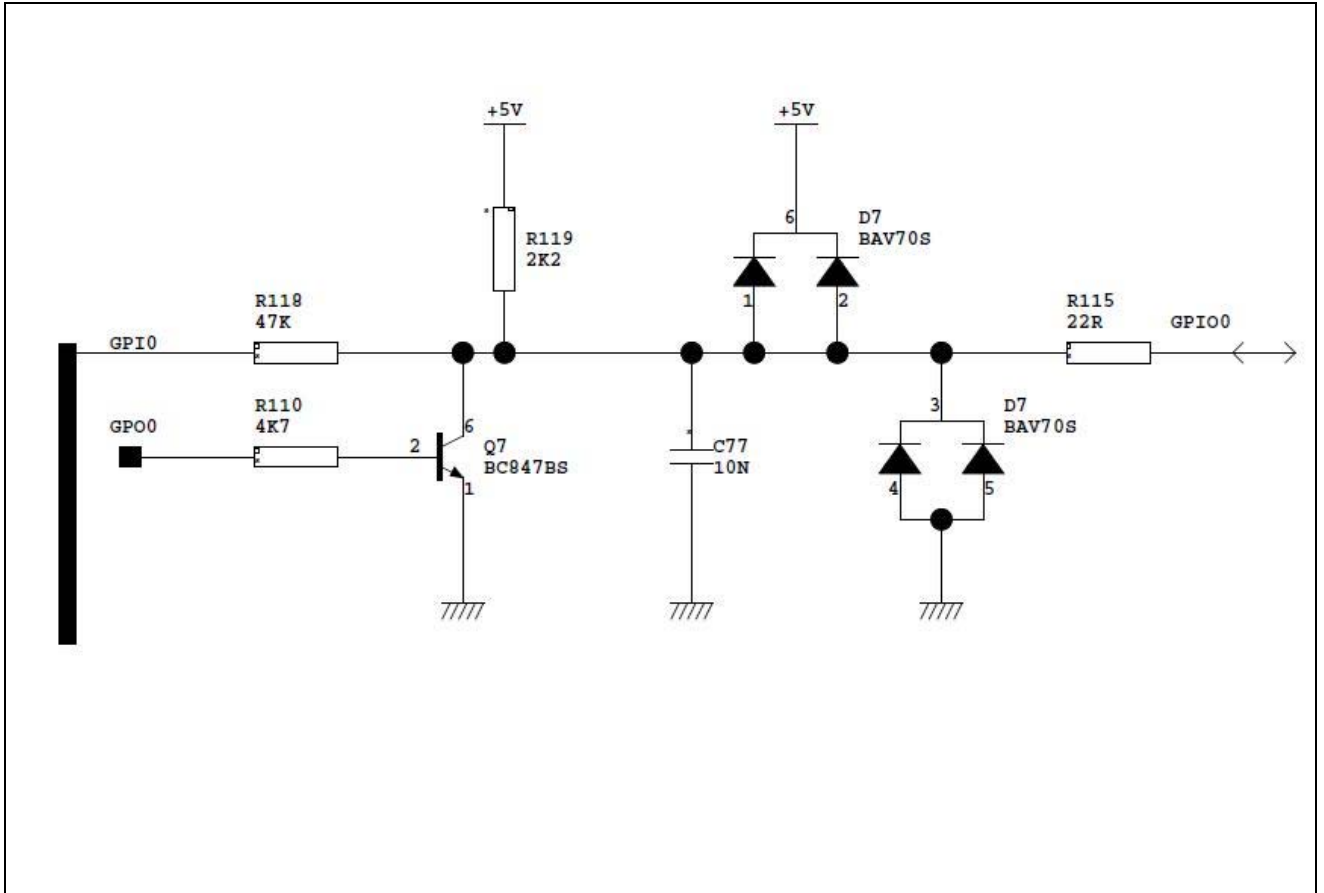 +5V
+5V
6
D7
BAV70S
R119
2K2
1
2
R118
47K
R115
22R
GPIO0
GPI0
3
D7
BAV70S
R110
4K7
GPO0
2
6
Q7
BC847BS
C77
10N
1
4
5